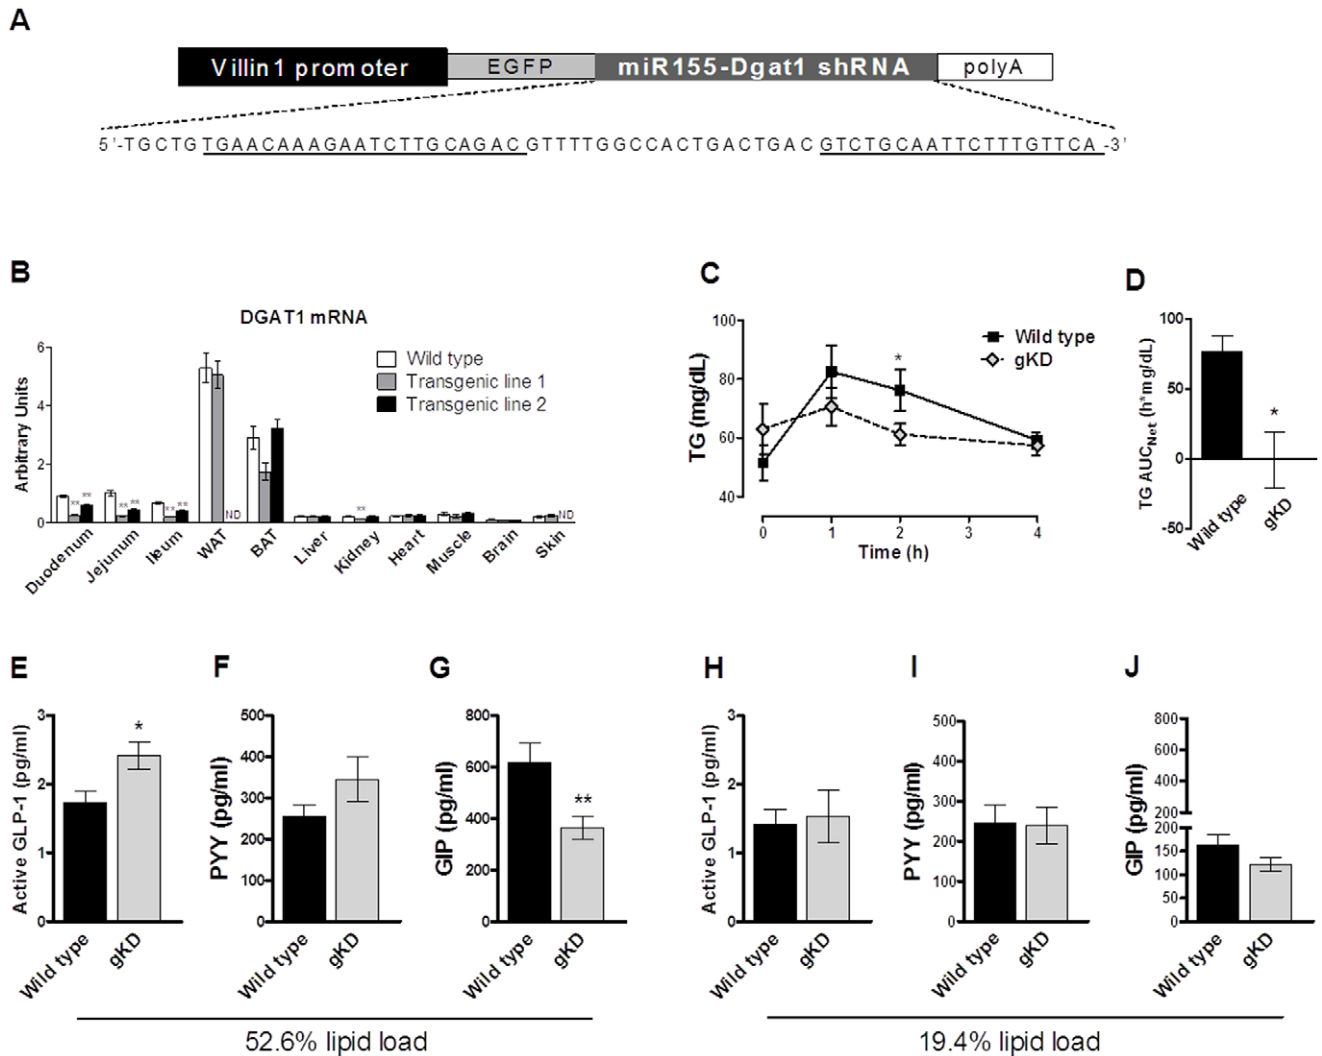 A
Villin1 promoter EGFP miR155-Dgat1 shRNA polyA
5'-TGCTGTGAACAAAGAATCTTGCAGACGTTTTGGCCACTGACTGACGTCTGCAATTCTTTGTTCA-3'
B
DGAT1 mRNA
Arbitrary Units
6
4
2
0
Wild type
Transgenic line 1
Transgenic line 2
** ** ** ** ** ** ND ** ND
Duodenum Jejunum Ileum WAT BAT Liver Kidney Heart Muscle Brain Skin
C
TG (mg/dL)
100
80
60
40
Wild type
gKD
*
0 1 2 3 4
Time (h)
D
TG AUCNet (h*mg/dL)
100
50
0
-50
*
Wild type gKD
E
Active GLP-1 (pg/ml)
3
2
1
0
*
Wild type gKD
F
PYY (pg/ml)
500
400
300
200
100
0
Wild type gKD
G
GIP (pg/ml)
800
600
400
200
0
**
Wild type gKD
52.6% lipid load
H
Active GLP-1 (pg/ml)
3
2
1
0
Wild type gKD
I
PYY (pg/ml)
500
400
300
200
100
0
Wild type gKD
J
GIP (pg/ml)
800
600
400
200
200
150
100
50
0
Wild type gKD
19.4% lipid load